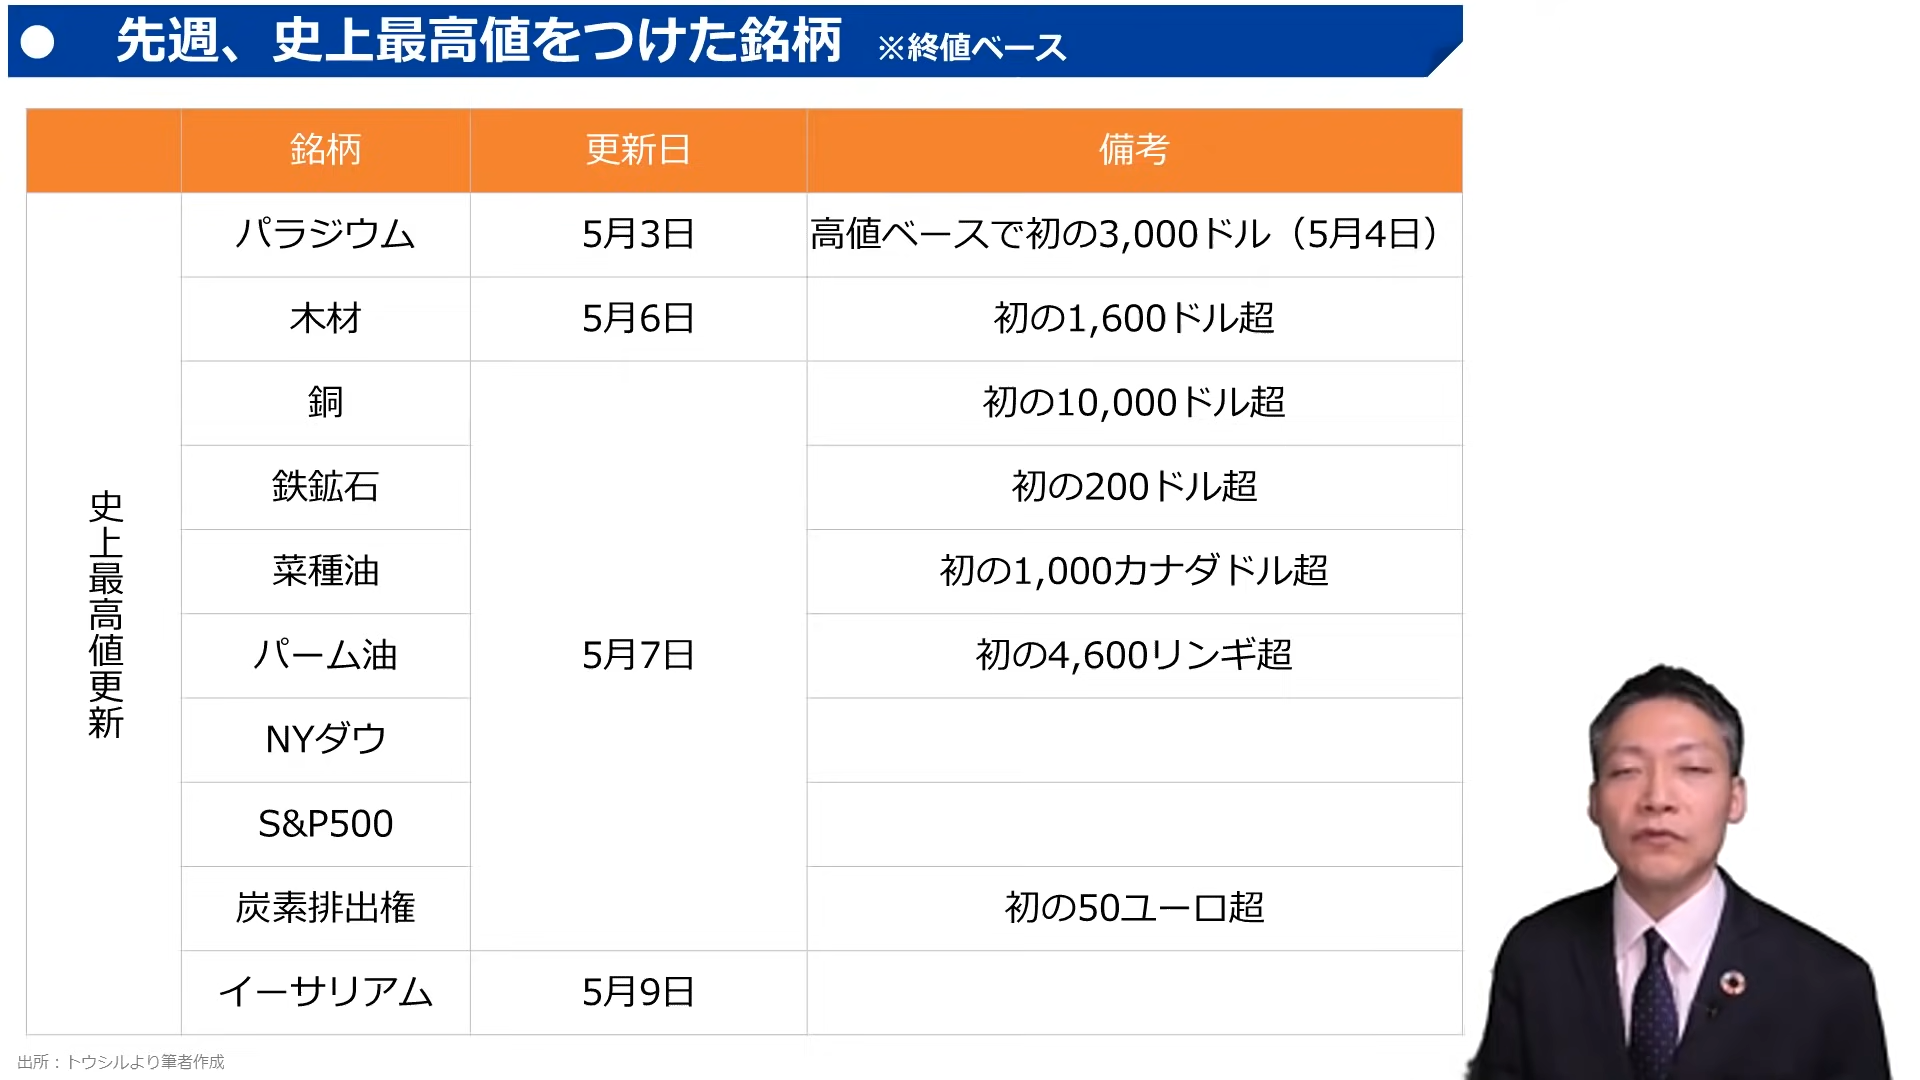 ● 先週、史上最高値をつけた銘柄 ※終値ベース
銘柄 更新日 備考
史上最高値更新
パラジウム 5月3日 高値ベースで初の3,000ドル（5月4日）
木材 5月6日 初の1,600ドル超
銅 初の10,000ドル超
鉄鉱石 初の200ドル超
菜種油 初の1,000カナダドル超
パーム油 5月7日 初の4,600リンギ超
NYダウ
S&P500
炭素排出権 初の50ユーロ超
イーサリアム 5月9日
出所：トウシルより筆者作成